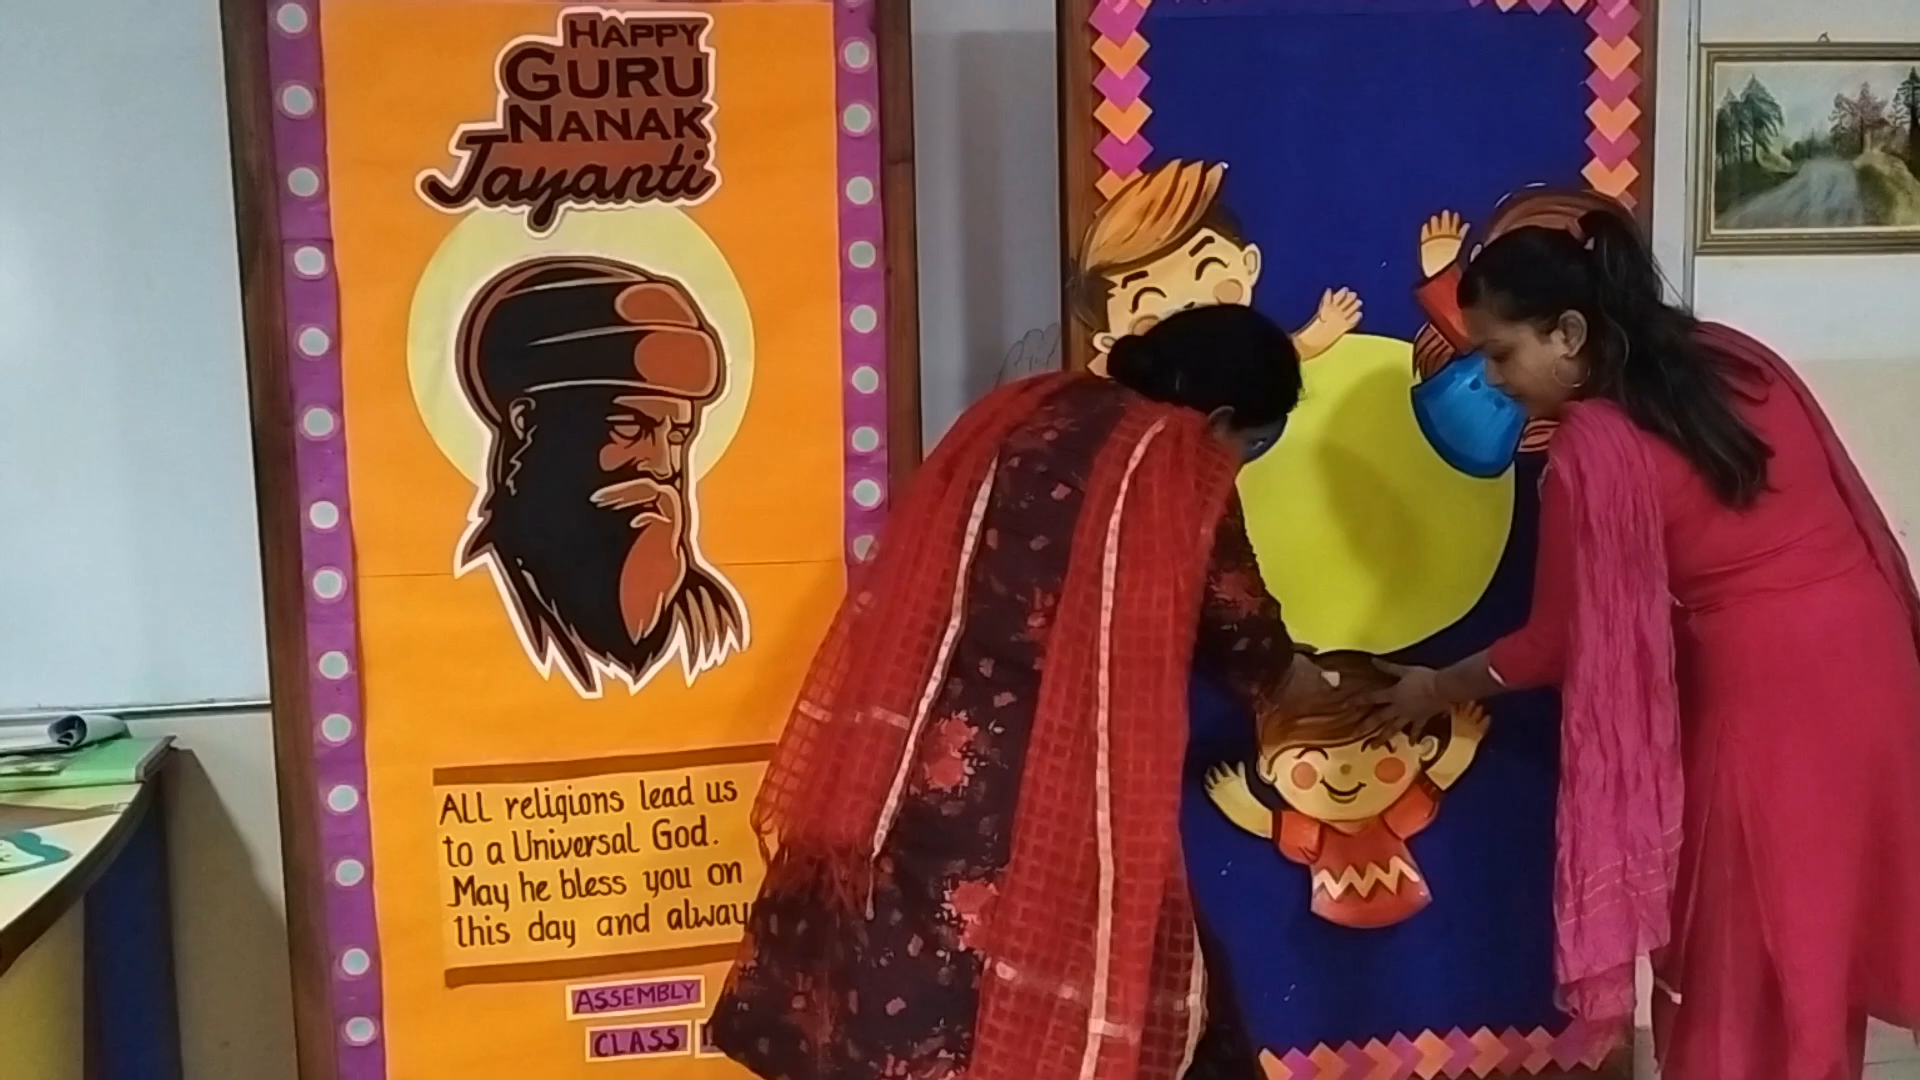 HAPPY
GURU
NANAK
Jayanti
ALL religions lead us
to a Universal God.
May he bless you on
this day and alway
ASSEMBLY
CLASS